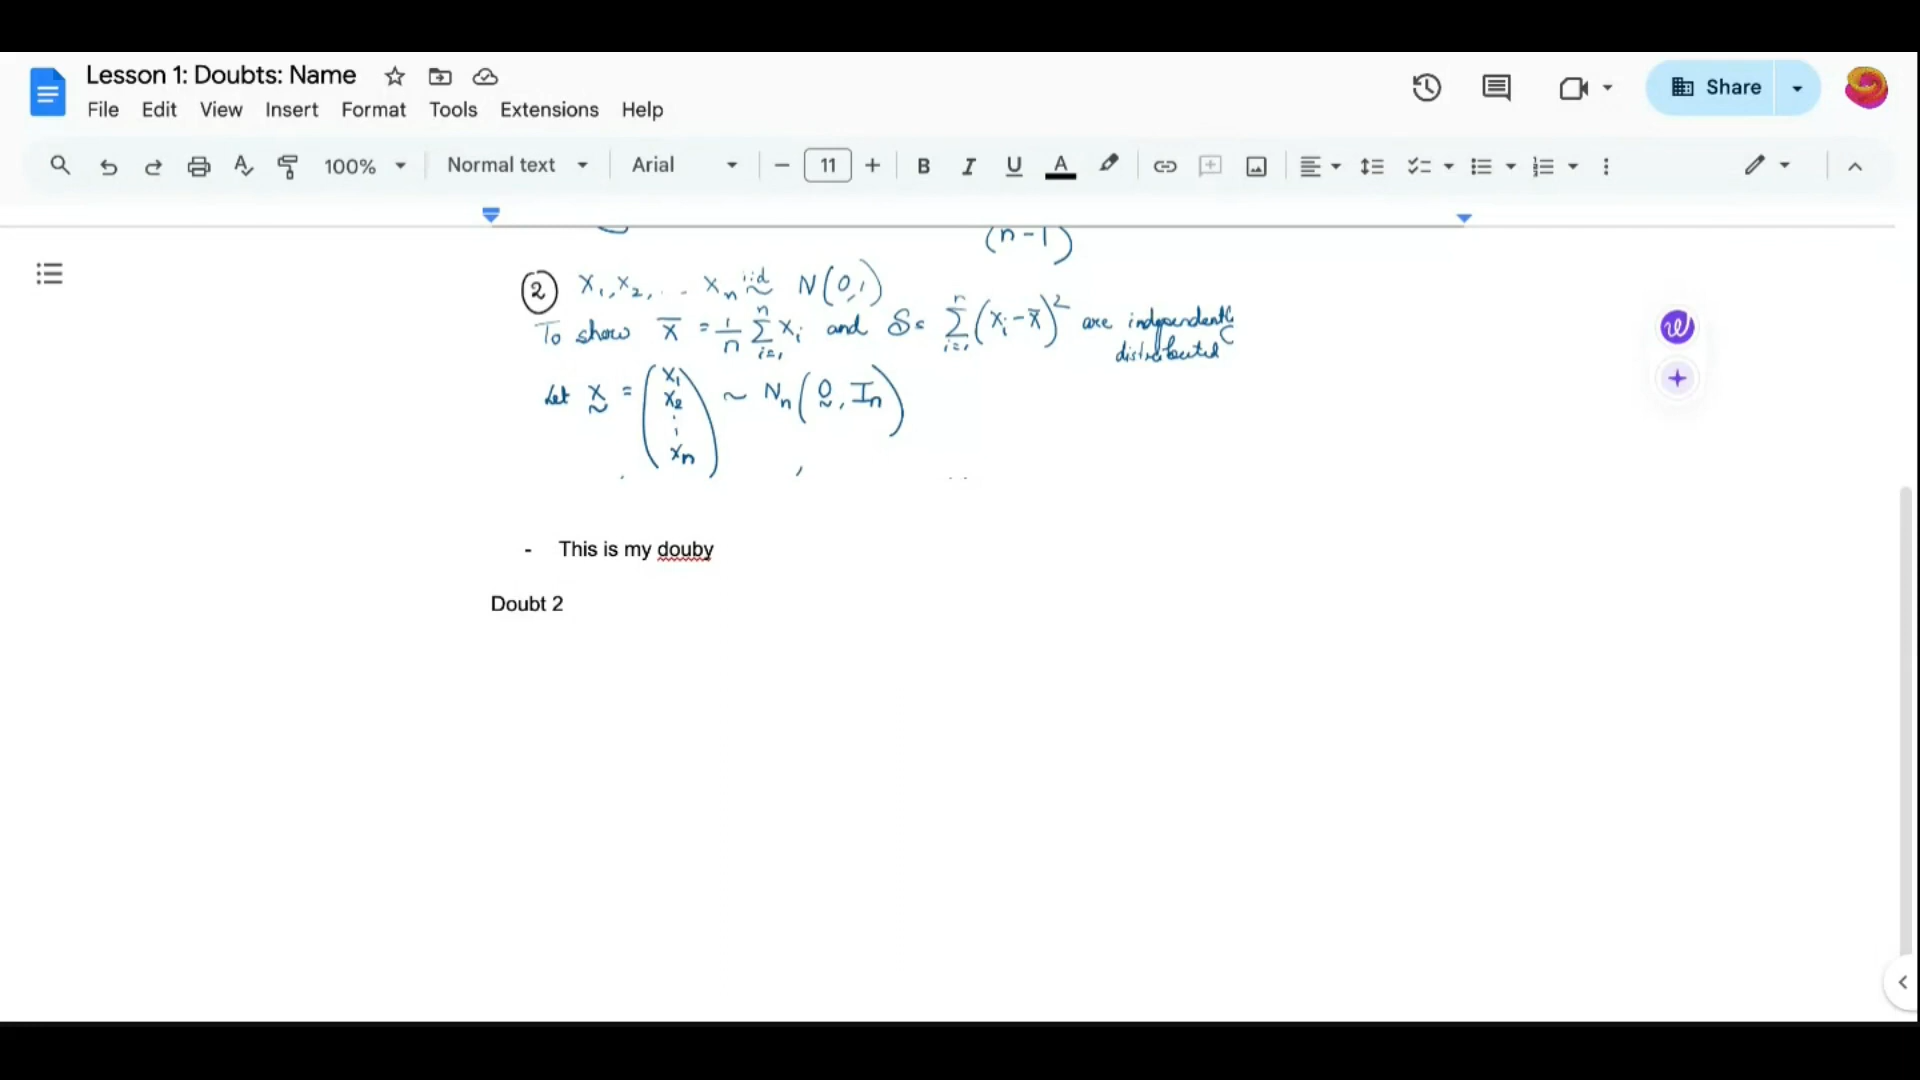 Lesson 1: Doubts: Name
File Edit View Insert Format Tools Extensions Help
Share
100% Normal text Arial − 11 + B I U A
(n-1)
② X₁, X₂, ... Xₙ iid ~ N(0,1)
To show X̄ = 1/n ∑ᵢ₌₁ⁿ Xᵢ and S = ∑ᵢ₌₁ⁿ (Xᵢ - X̄)² are independently
distributed
Let X̰ = (X₁ X₂ ⋮ Xₙ) ~ Nₙ(0̰, Iₙ)
- This is my douby
Doubt 2